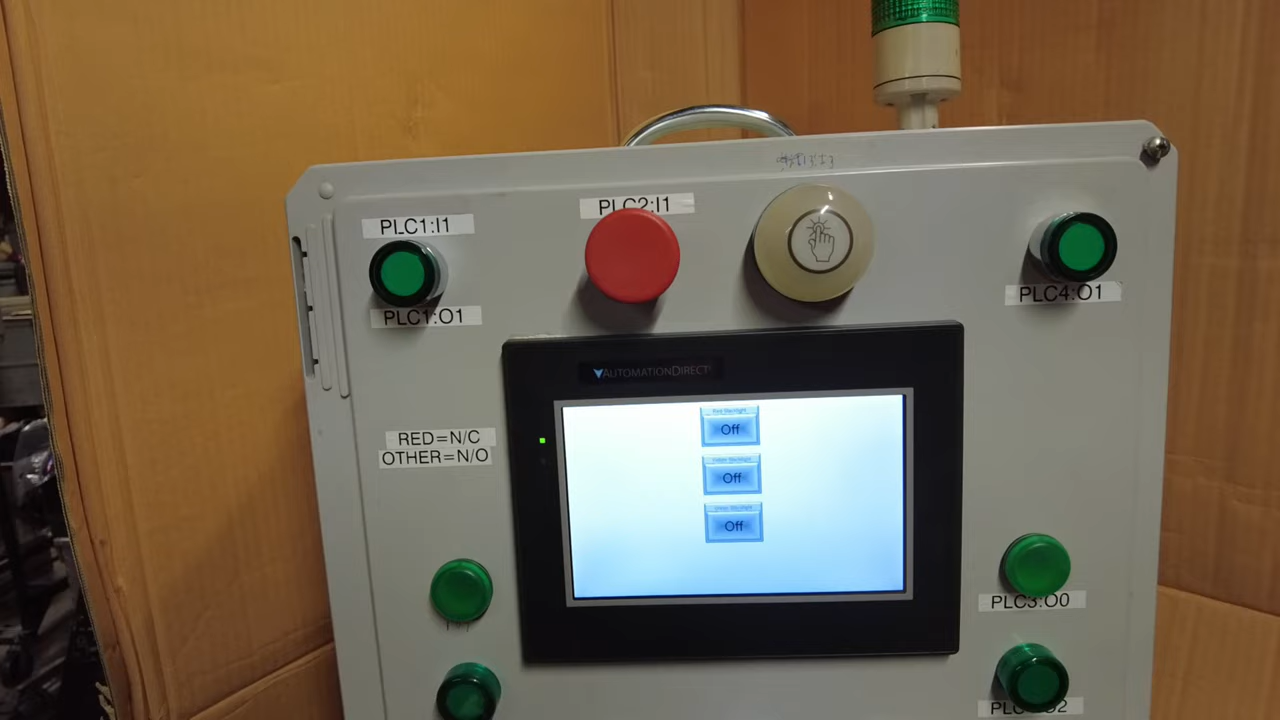 PLC1:I1
PLC2:I1
PLC1:O1
PLC4:O1
AUTOMATIONDIRECT
Off
RED=N/C
OTHER=N/O
Off
Off
PLC3:O0